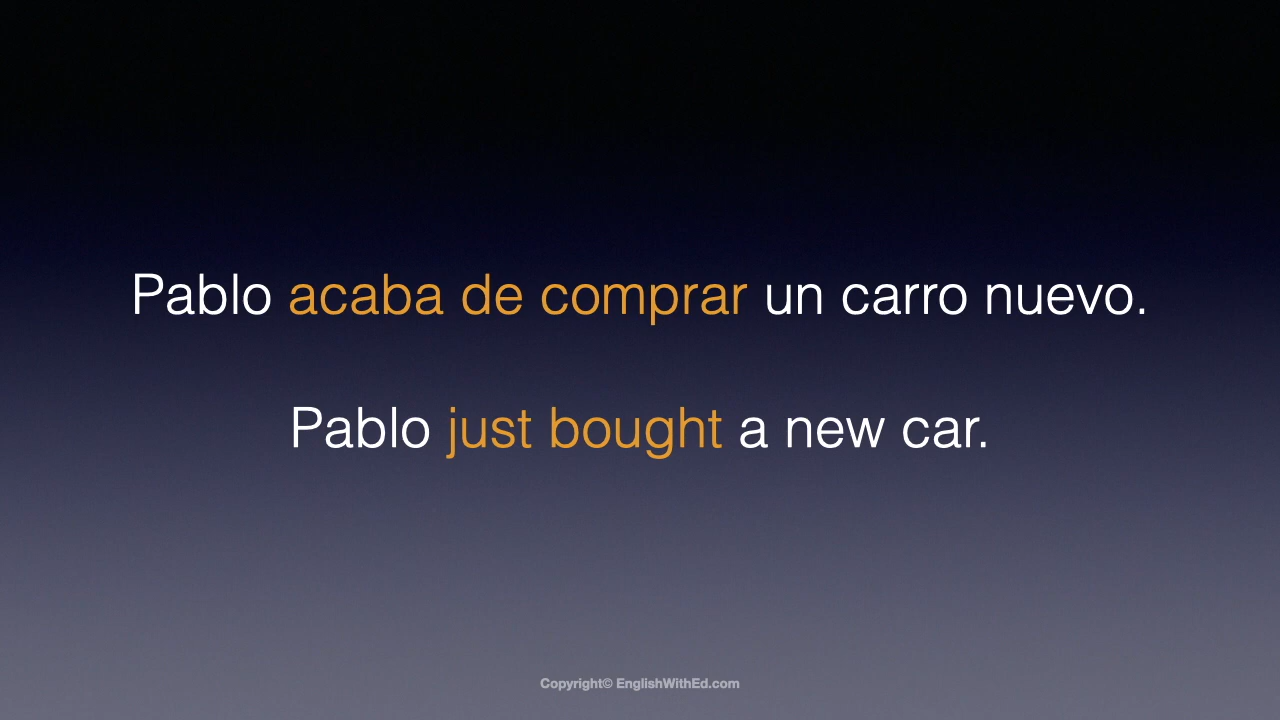 Pablo acaba de comprar un carro nuevo.
Pablo just bought a new car.
Copyright© EnglishWithEd.com